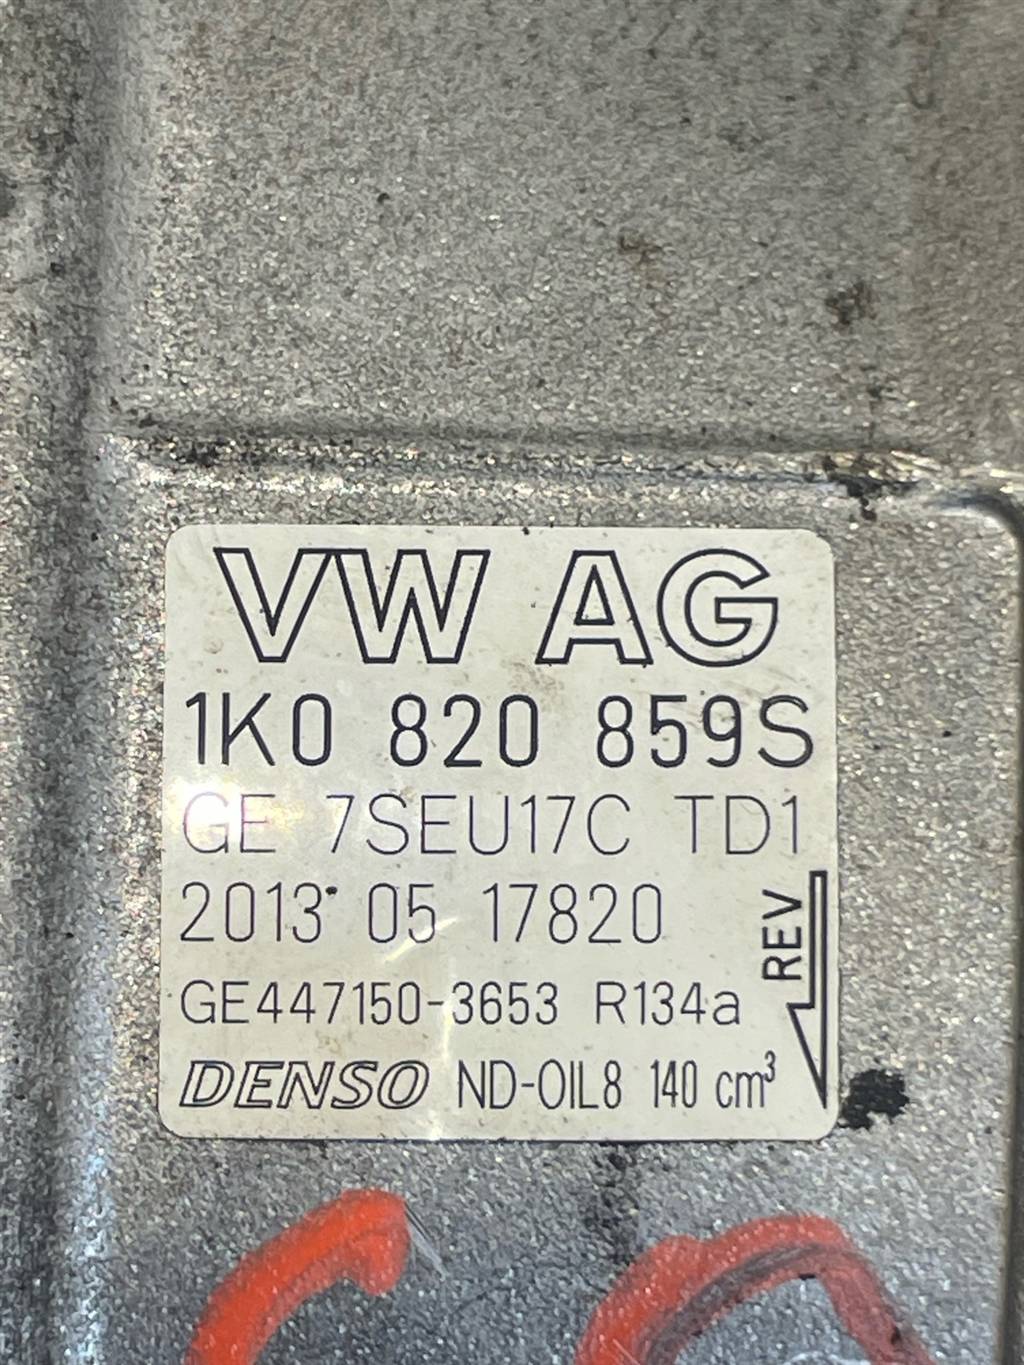 VW AG
1K0 820 859S
GE 7SEU17C TD1
2013 05 17820
REV
GE447150-3653 R134a
DENSO ND-OIL8 140 cm³